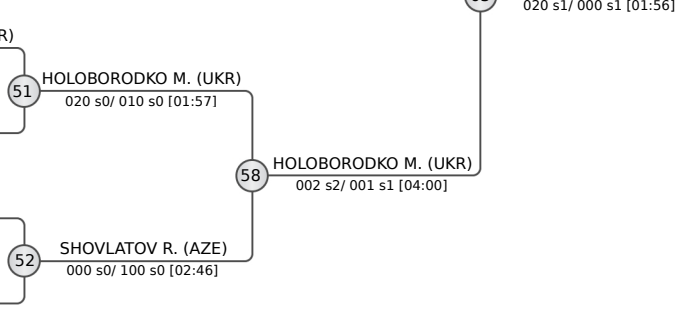 020 s1/ 000 s1 [01:56]
R)
51
HOLOBORODKO M. (UKR)
020 s0/ 010 s0 [01:57]
58
HOLOBORODKO M. (UKR)
002 s2/ 001 s1 [04:00]
52
SHOVLATOV R. (AZE)
000 s0/ 100 s0 [02:46]